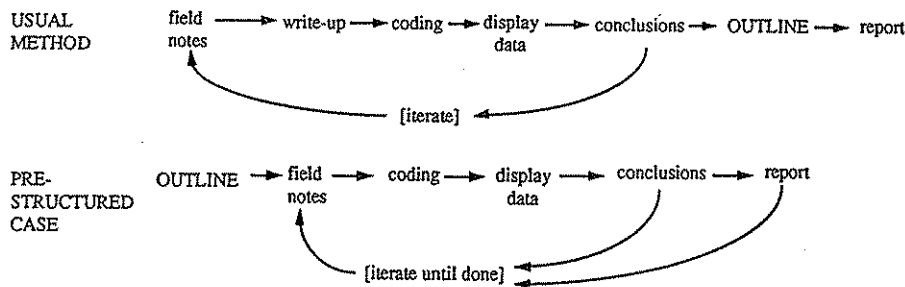 USUAL METHOD
field notes
write-up
coding
display data
conclusions
OUTLINE
report
[iterate]
PRE-STRUCTURED CASE
OUTLINE
field notes
coding
display data
conclusions
report
[iterate until done]